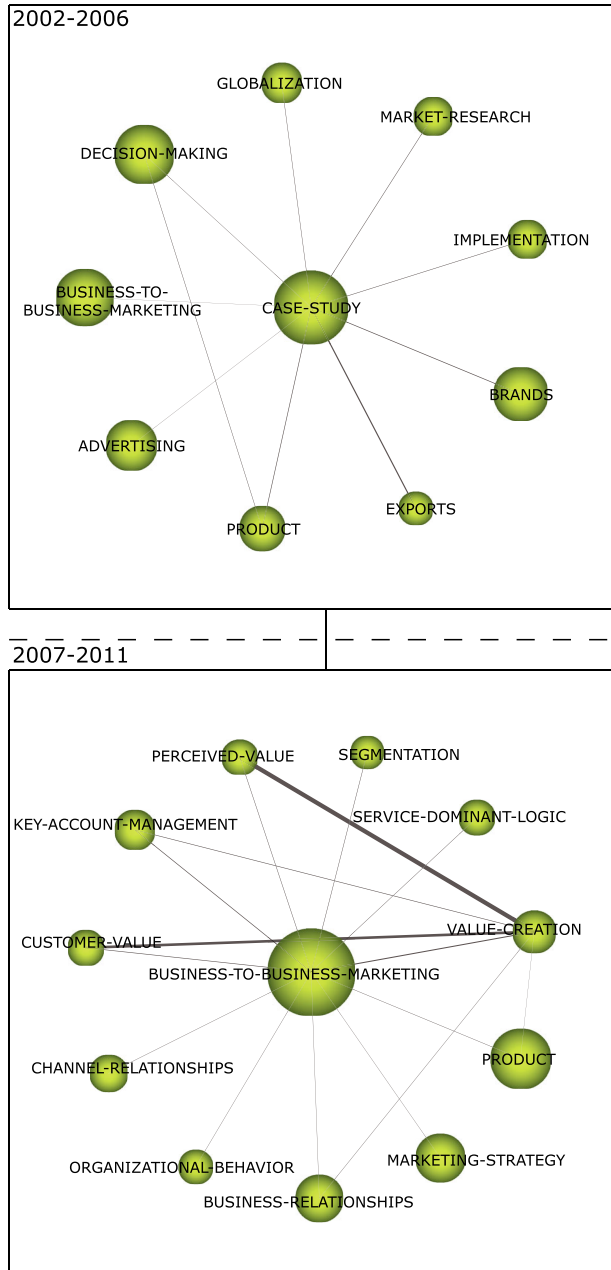 2002-2006
GLOBALIZATION
MARKET-RESEARCH
DECISION-MAKING
IMPLEMENTATION
BUSINESS-TO-
BUSINESS-MARKETING
CASE-STUDY
BRANDS
ADVERTISING
EXPORTS
PRODUCT
2007-2011
PERCEIVED-VALUE
SEGMENTATION
SERVICE-DOMINANT-LOGIC
KEY-ACCOUNT-MANAGEMENT
VALUE-CREATION
CUSTOMER-VALUE
BUSINESS-TO-BUSINESS-MARKETING
PRODUCT
CHANNEL-RELATIONSHIPS
MARKETING-STRATEGY
ORGANIZATIONAL-BEHAVIOR
BUSINESS-RELATIONSHIPS